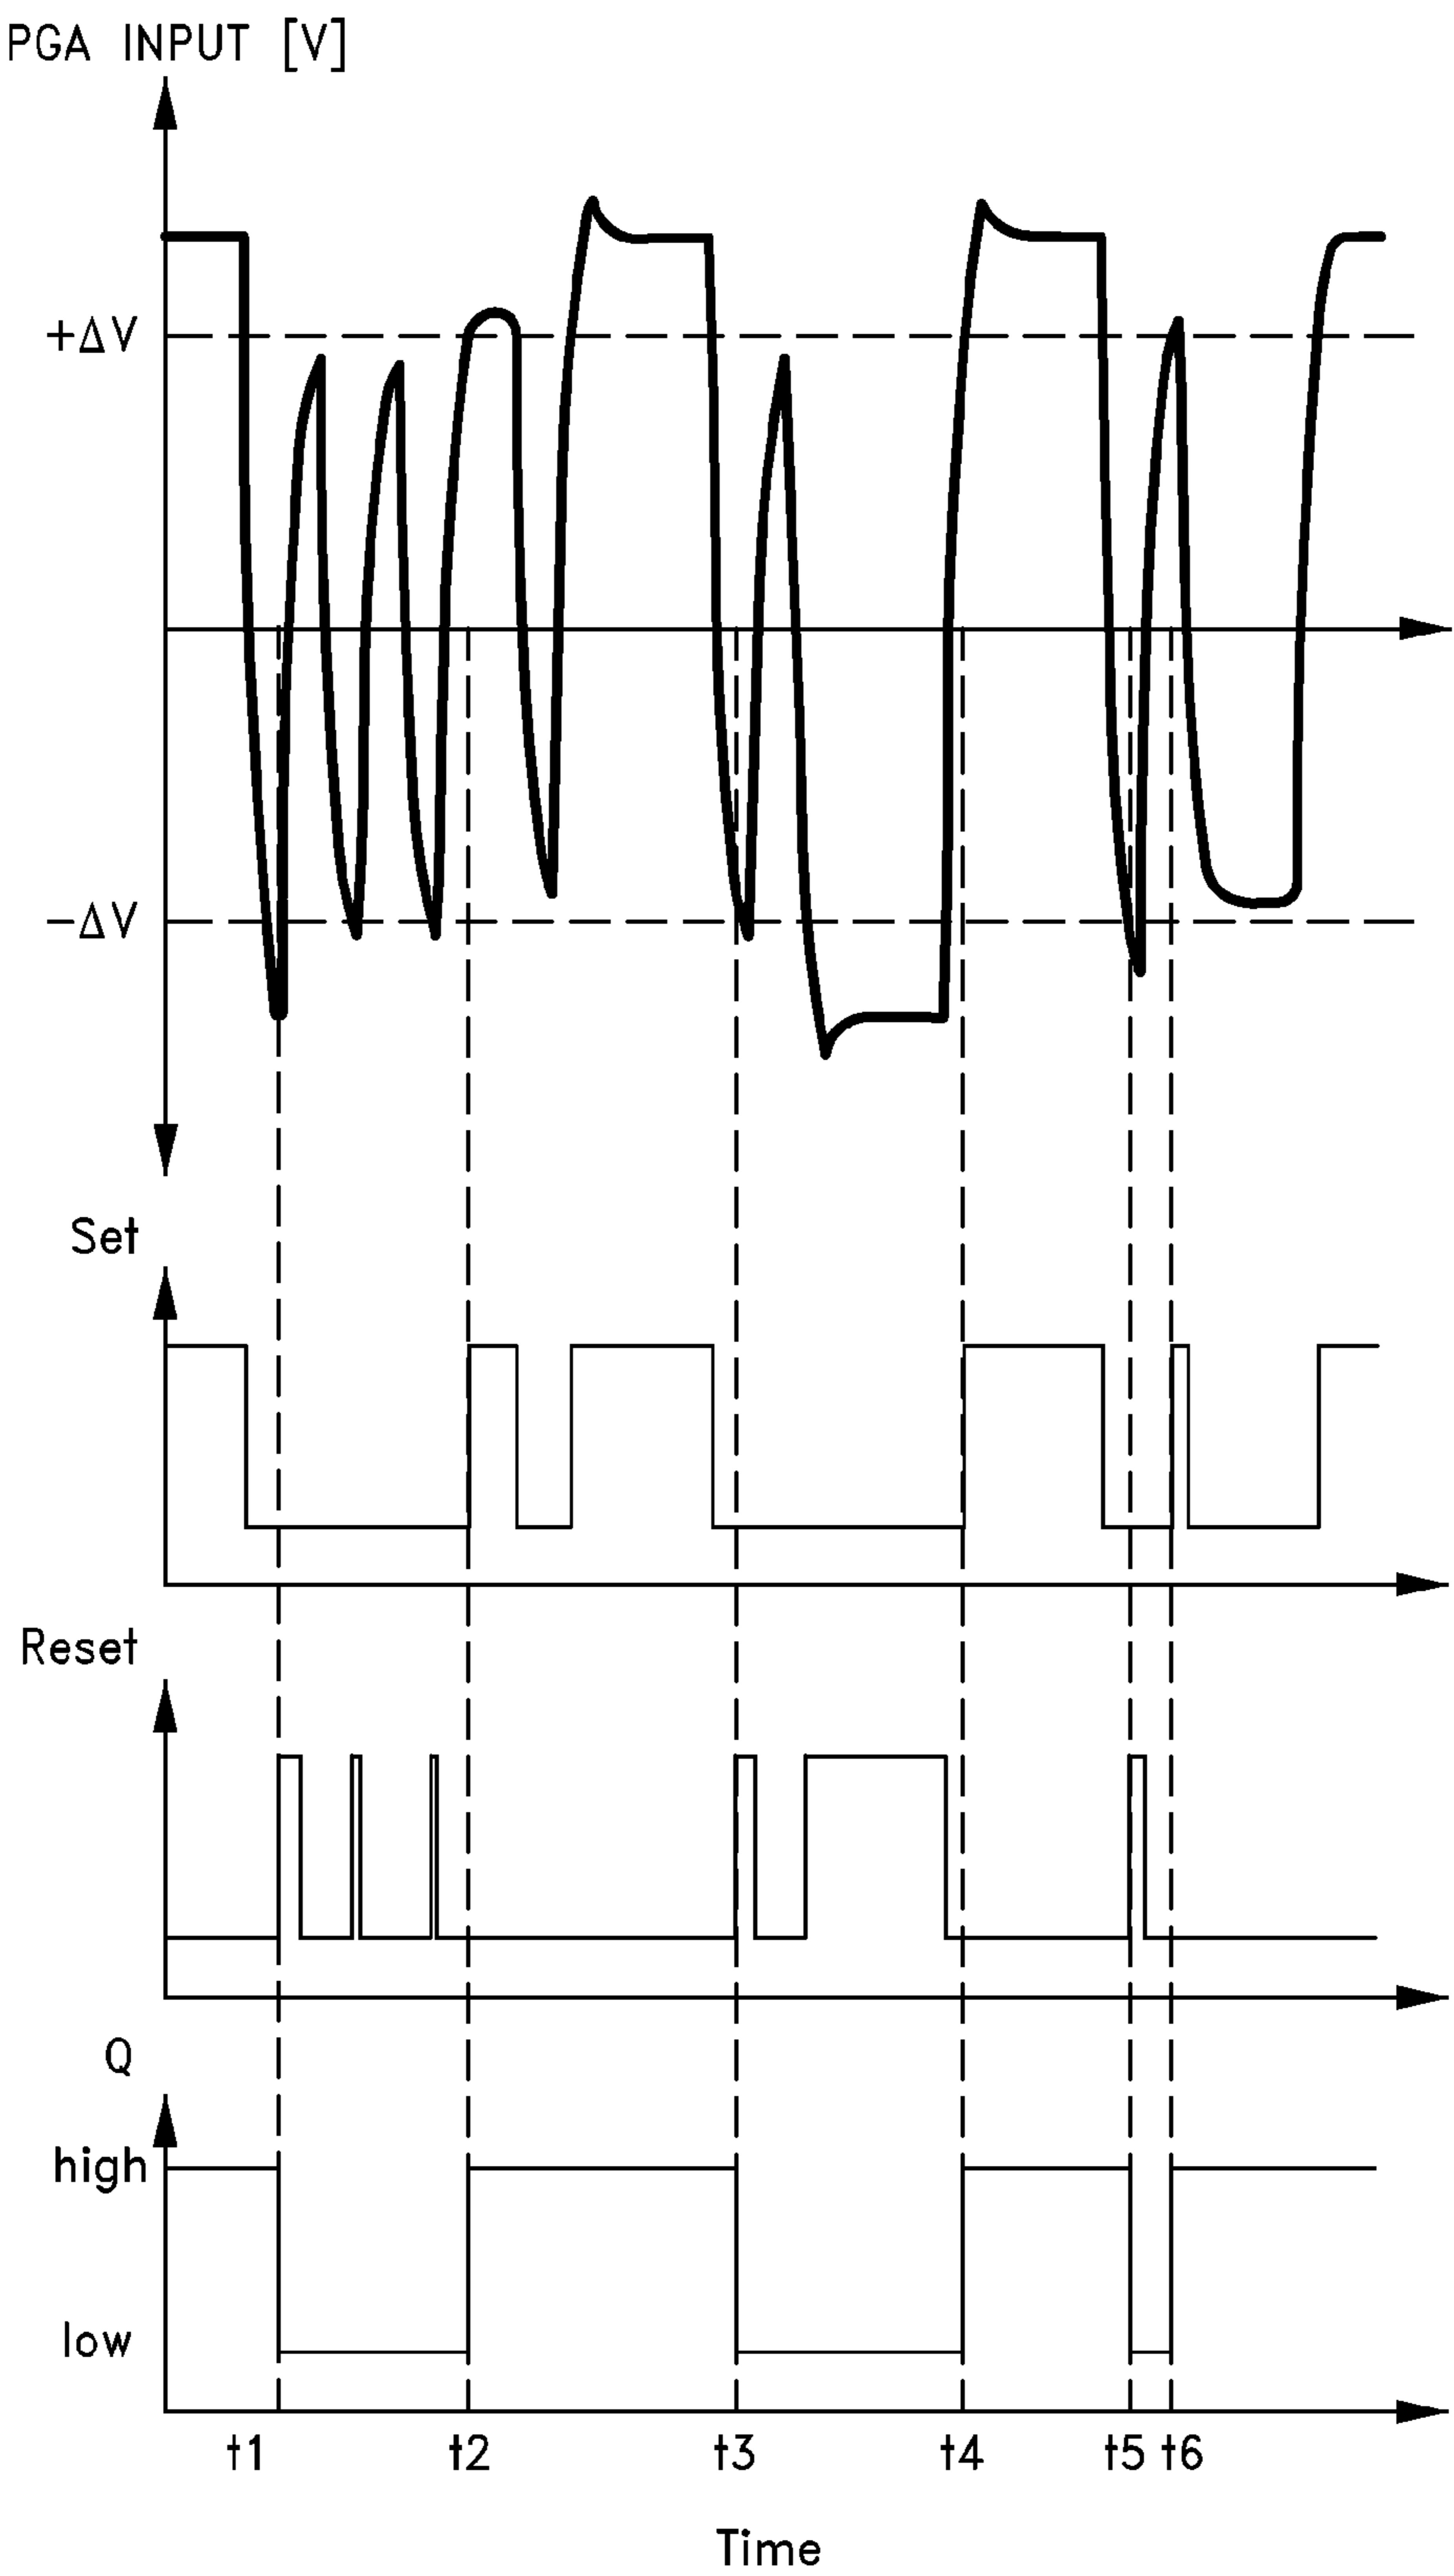 PGA INPUT [V]
+ΔV
−ΔV
Set
Reset
Q
high
low
t1 t2 t3 t4 t5 t6
Time